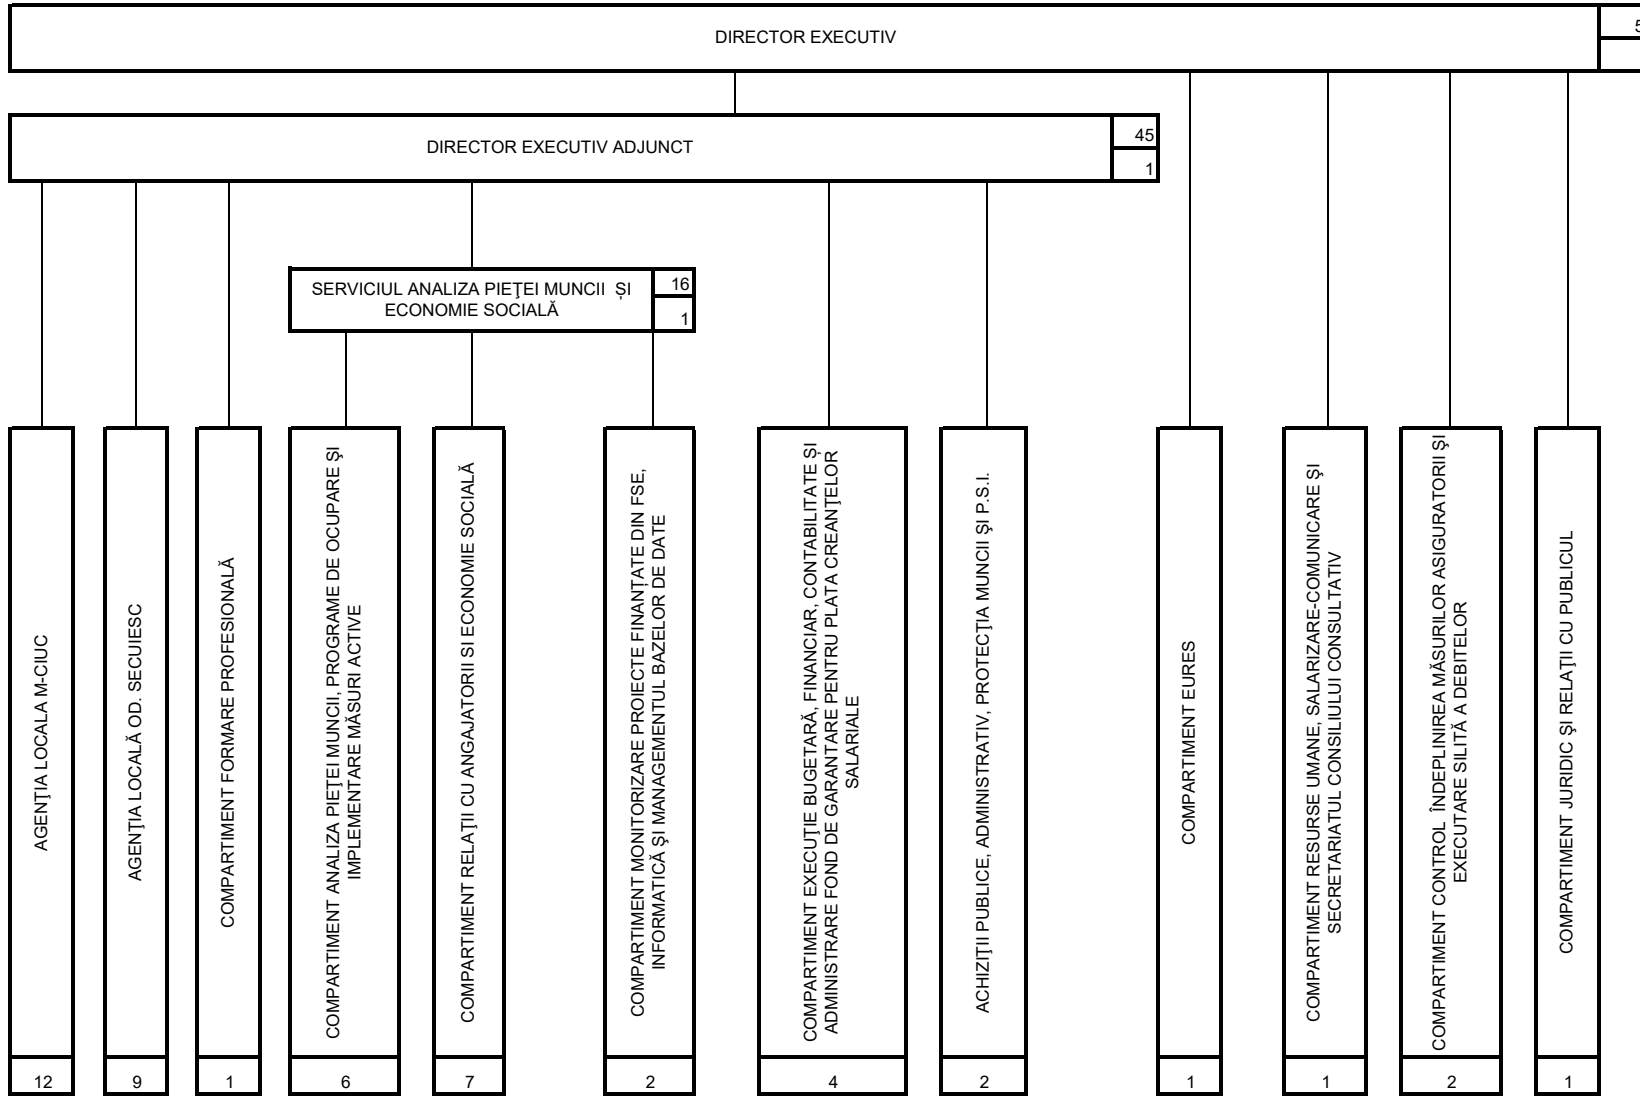 DIRECTOR EXECUTIV
5
DIRECTOR EXECUTIV ADJUNCT
45
1
SERVICIUL ANALIZA PIEŢEI MUNCII ȘI
ECONOMIE SOCIALĂ
16
1
AGENŢIA LOCALA M-CIUC
12
AGENŢIA LOCALĂ OD. SECUIESC
9
COMPARTIMENT FORMARE PROFESIONALĂ
1
COMPARTIMENT ANALIZA PIEŢEI MUNCII, PROGRAME DE OCUPARE ŞI
IMPLEMENTARE MĂSURI ACTIVE
6
COMPARTIMENT RELAŢII CU ANGAJATORII SI ECONOMIE SOCIALĂ
7
COMPARTIMENT MONITORIZARE PROIECTE FINANȚATE DIN FSE,
INFORMATICĂ ŞI MANAGEMENTUL BAZELOR DE DATE
2
COMPARTIMENT EXECUŢIE BUGETARĂ, FINANCIAR, CONTABILITATE ȘI
ADMINISTRARE FOND DE GARANTARE PENTRU PLATA CREANŢELOR
SALARIALE
4
ACHIZIŢII PUBLICE, ADMINISTRATIV, PROTECŢIA MUNCII ŞI P.S.I.
2
COMPARTIMENT EURES
1
COMPARTIMENT RESURSE UMANE, SALARIZARE-COMUNICARE ŞI
SECRETARIATUL CONSILIULUI CONSULTATIV
1
COMPARTIMENT CONTROL ÎNDEPLINIREA MĂSURILOR ASIGURATORII ŞI
EXECUTARE SILITĂ A DEBITELOR
2
COMPARTIMENT JURIDIC ŞI RELAŢII CU PUBLICUL
1